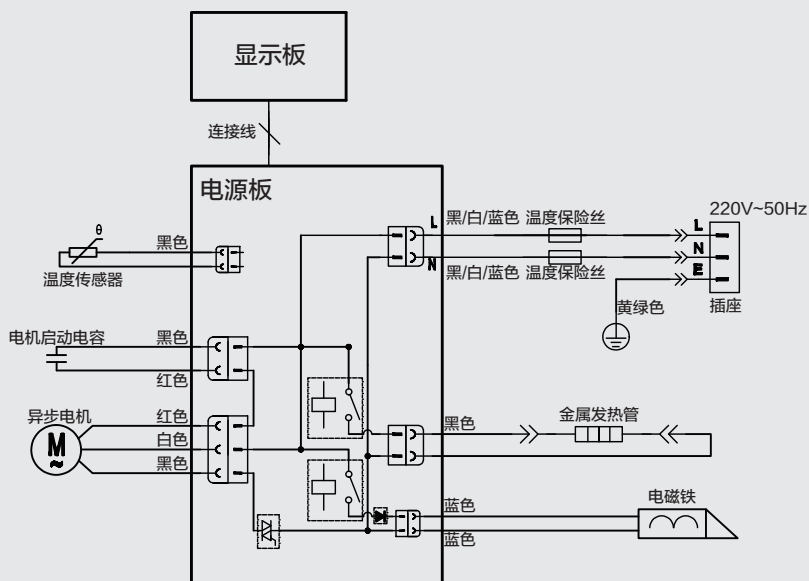 显示板
连接线
电源板
220V~50Hz
θ
黑色
温度传感器
L
黑/白/蓝色 温度保险丝
L
N
N
黑/白/蓝色 温度保险丝
E
黄绿色
插座
电机启动电容
黑色
红色
异步电机
红色
白色
黑色
M
~
黑色
金属发热管
蓝色
电磁铁
蓝色